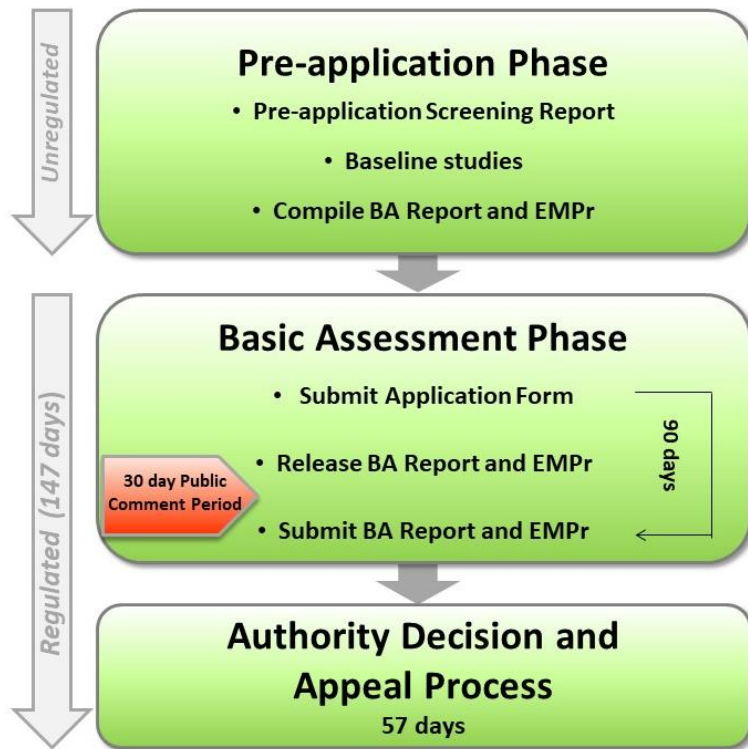 Unregulated
Pre-application Phase
• Pre-application Screening Report
• Baseline studies
• Compile BA Report and EMPr
Regulated (147 days)
Basic Assessment Phase
• Submit Application Form
90 days
• Release BA Report and EMPr
30 day Public
Comment Period
• Submit BA Report and EMPr
Authority Decision and
Appeal Process
57 days